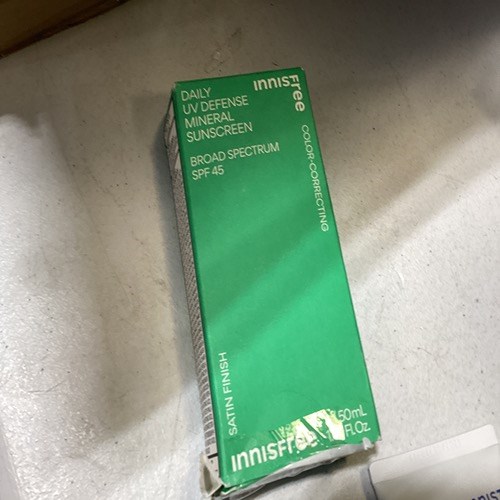 DAILY
UV DEFENSE
MINERAL
SUNSCREEN
BROAD SPECTRUM
SPF 45
INNISFree
COLOR-CORRECTING
SATIN FINISH
50mL
Fl.Oz.
INNISFree